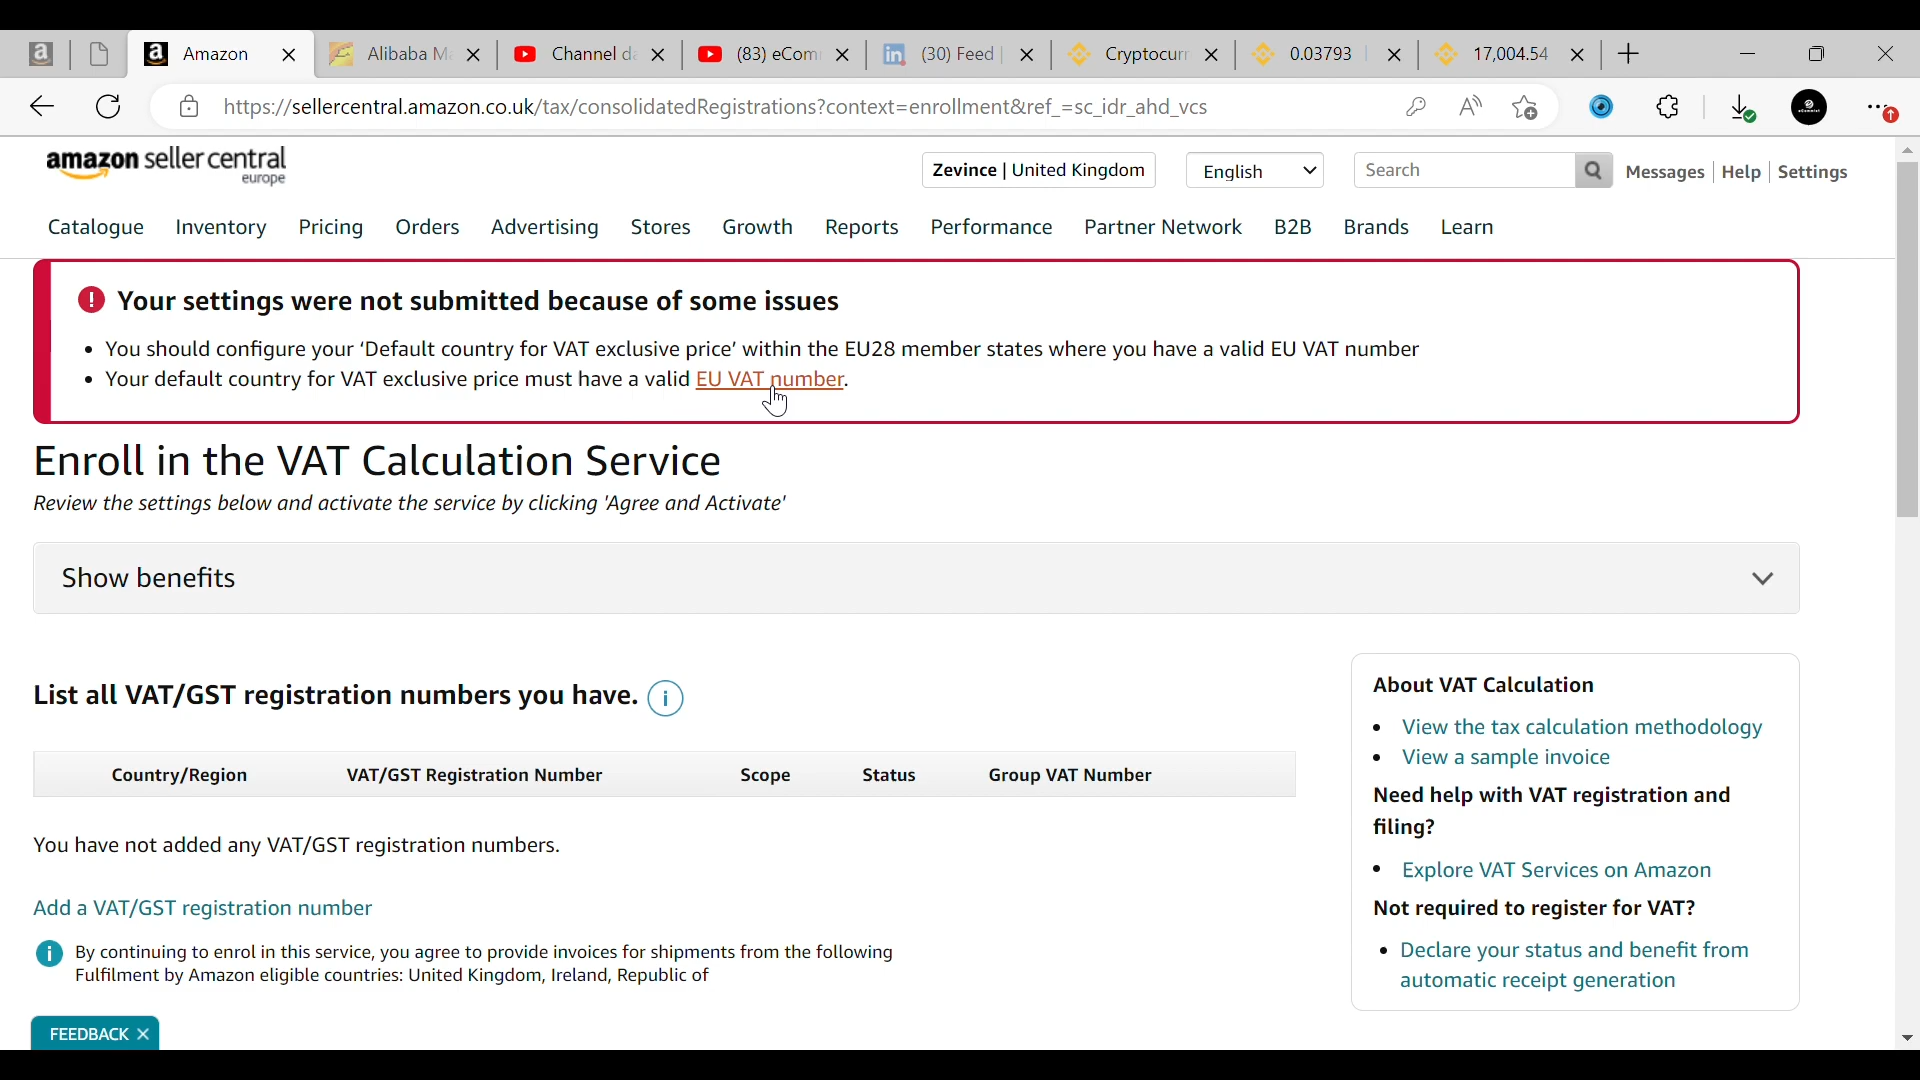 Amazon
Alibaba M
Channel da
(83) eCom
(30) Feed
Cryptocurr
0.03793
17,004.54
https://sellercentral.amazon.co.uk/tax/consolidatedRegistrations?context=enrollment&ref_=sc_idr_ahd_vcs
amazon seller central
europe
Zevince | United Kingdom
English
Search
Messages
Help
Settings
Catalogue
Inventory
Pricing
Orders
Advertising
Stores
Growth
Reports
Performance
Partner Network
B2B
Brands
Learn
Your settings were not submitted because of some issues
• You should configure your ‘Default country for VAT exclusive price’ within the EU28 member states where you have a valid EU VAT number
• Your default country for VAT exclusive price must have a valid EU VAT number.
Enroll in the VAT Calculation Service
Review the settings below and activate the service by clicking 'Agree and Activate'
Show benefits
List all VAT/GST registration numbers you have.
Country/Region
VAT/GST Registration Number
Scope
Status
Group VAT Number
You have not added any VAT/GST registration numbers.
Add a VAT/GST registration number
By continuing to enrol in this service, you agree to provide invoices for shipments from the following
Fulfilment by Amazon eligible countries: United Kingdom, Ireland, Republic of
FEEDBACK
About VAT Calculation
• View the tax calculation methodology
• View a sample invoice
Need help with VAT registration and
filing?
• Explore VAT Services on Amazon
Not required to register for VAT?
• Declare your status and benefit from
automatic receipt generation